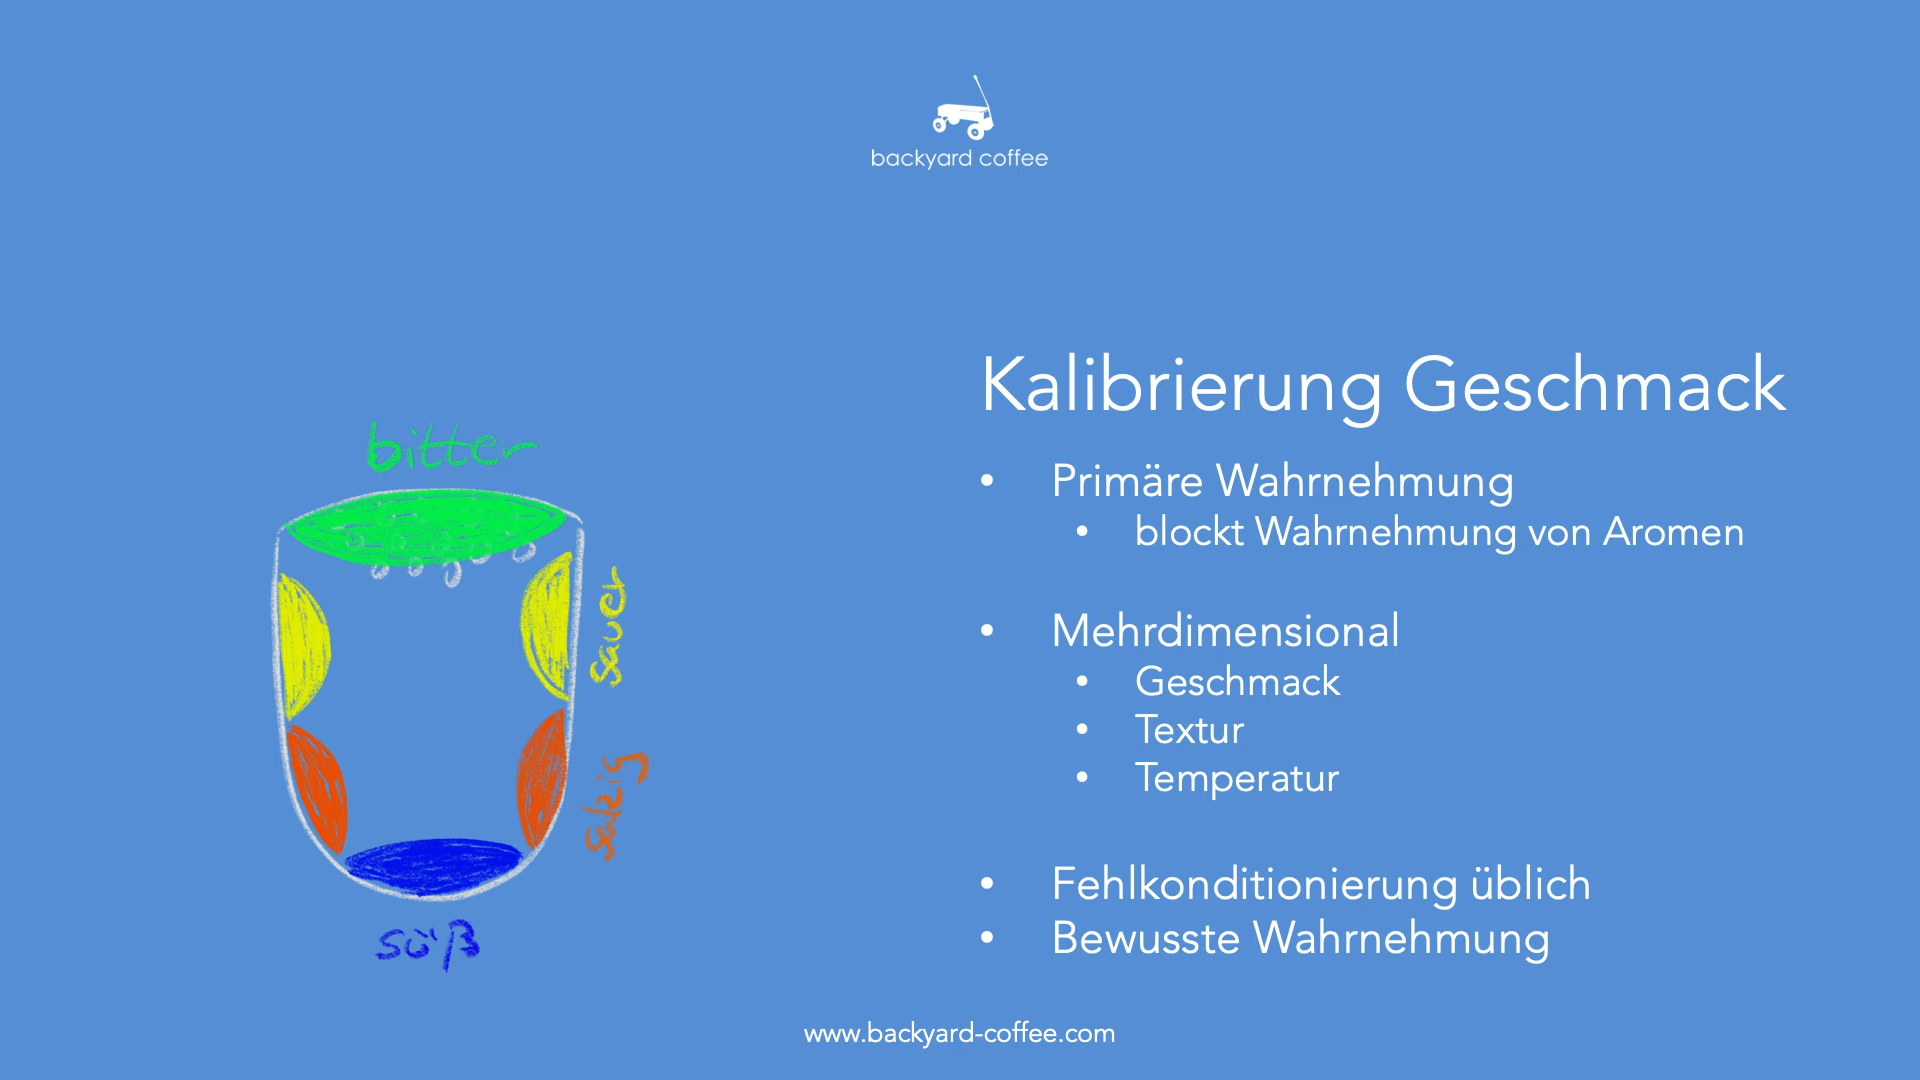 backyard coffee
Kalibrierung Geschmack
• Primäre Wahrnehmung
• blockt Wahrnehmung von Aromen
• Mehrdimensional
• Geschmack
• Textur
• Temperatur
• Fehlkonditionierung üblich
• Bewusste Wahrnehmung
bitter
sauer
salzig
süß
www.backyard-coffee.com